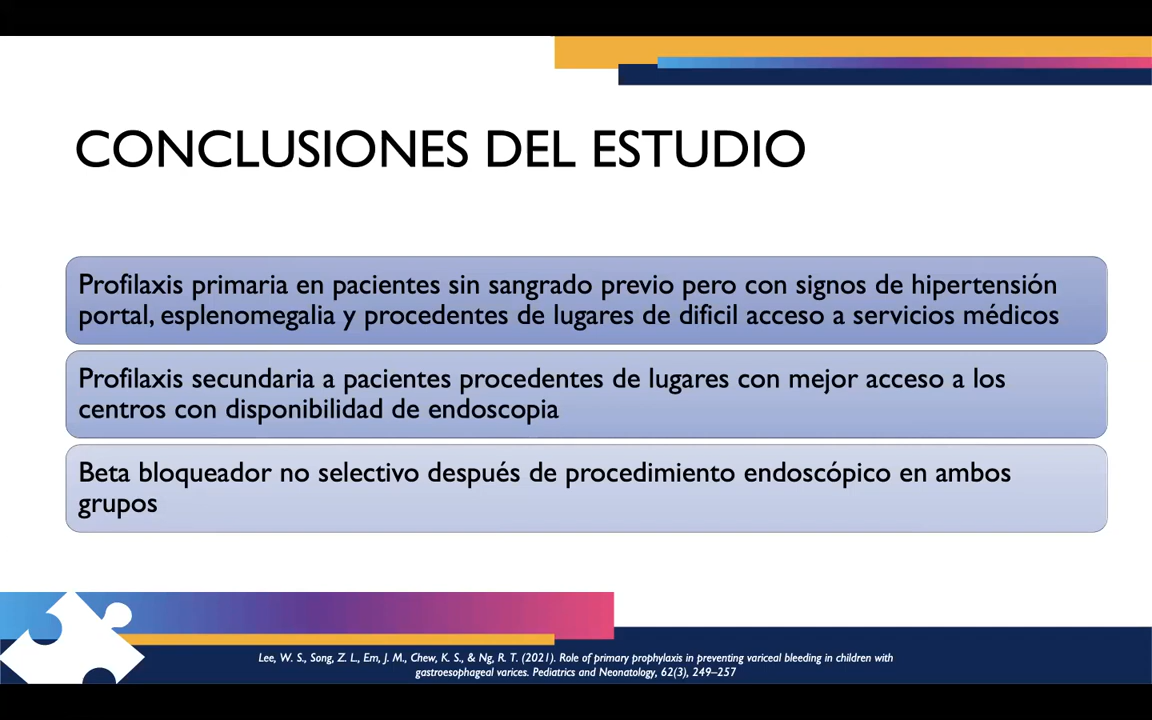 CONCLUSIONES DEL ESTUDIO
Profilaxis primaria en pacientes sin sangrado previo pero con signos de hipertensión
portal, esplenomegalia y procedentes de lugares de dificil acceso a servicios médicos
Profilaxis secundaria a pacientes procedentes de lugares con mejor acceso a los
centros con disponibilidad de endoscopia
Beta bloqueador no selectivo después de procedimiento endoscópico en ambos
grupos
Lee, W. S., Song, Z. L., Em, J. M., Chew, K. S., & Ng, R. T. (2021). Role of primary prophylaxis in preventing variceal bleeding in children with
gastroesophageal varices. Pediatrics and Neonatology, 62(3), 249–257